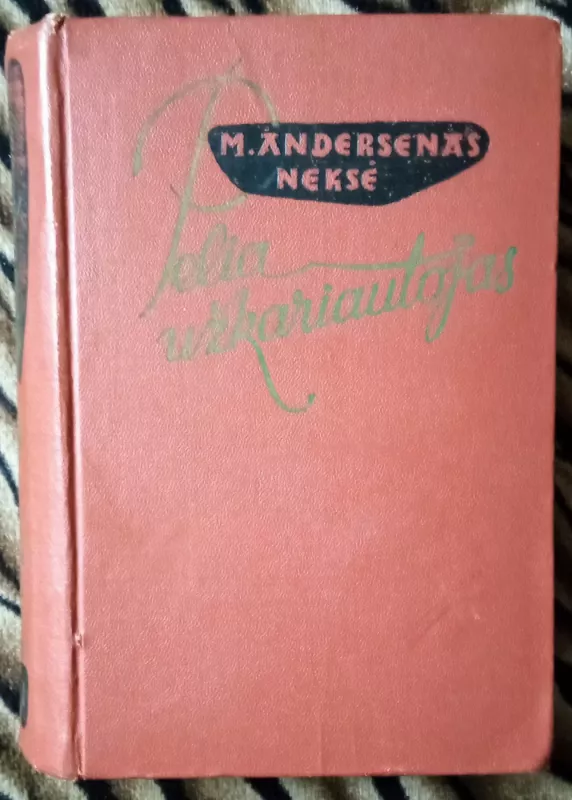 M. ANDERSENAS
NEKSĖ
Pelia
užkariautojas